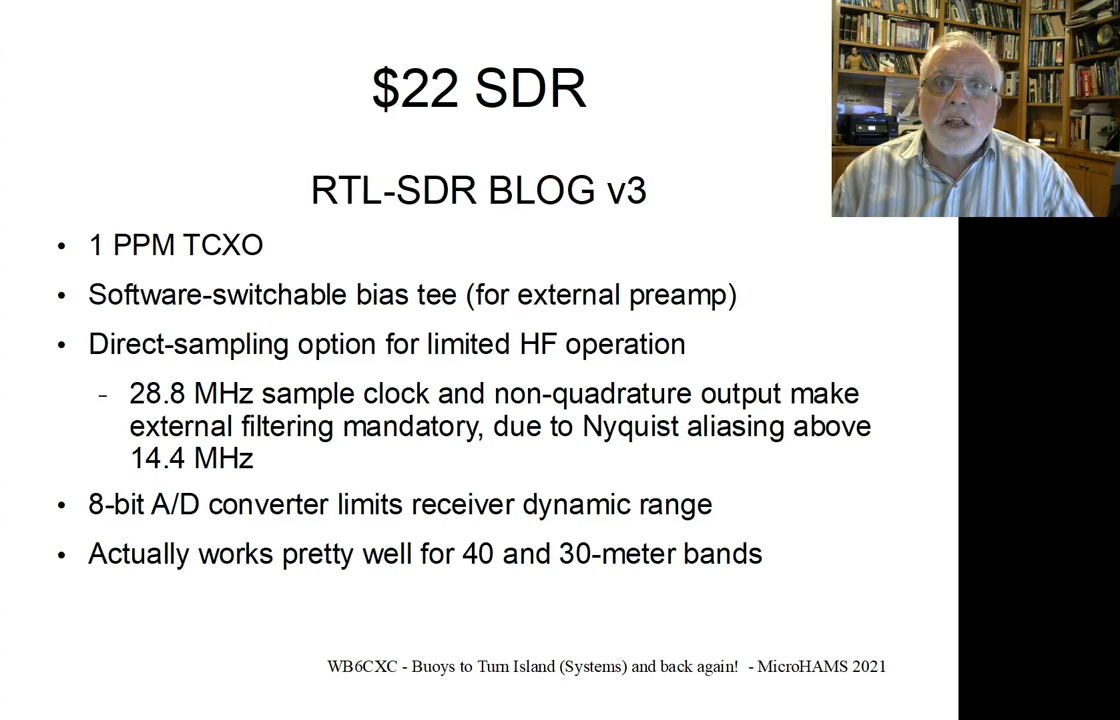 $22 SDR
RTL-SDR BLOG v3
• 1 PPM TCXO
• Software-switchable bias tee (for external preamp)
• Direct-sampling option for limited HF operation
– 28.8 MHz sample clock and non-quadrature output make
external filtering mandatory, due to Nyquist aliasing above
14.4 MHz
• 8-bit A/D converter limits receiver dynamic range
• Actually works pretty well for 40 and 30-meter bands
WB6CXC - Buoys to Turn Island (Systems) and back again! - MicroHAMS 2021